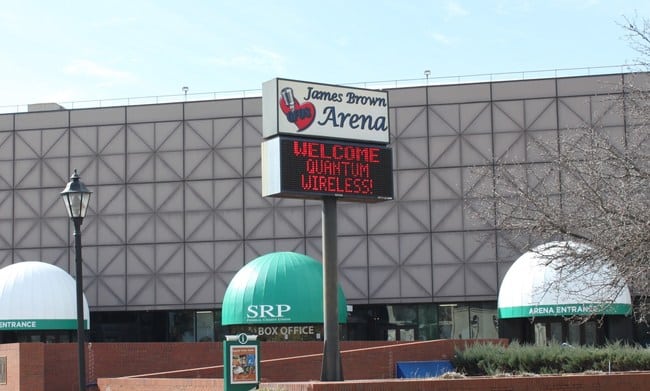 James Brown
Arena
WELCOME
QUANTUM
WIRELESS!
SRP
BOX OFFICE
ENTRANCE
ARENA ENTRANCE